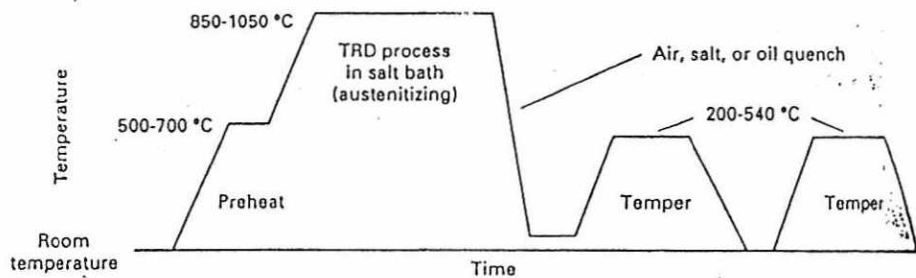 850-1050 °C
TRD process
in salt bath
(austenitizing)
Air, salt, or oil quench
500-700 °C
200-540 °C
Temperature
Preheat
Temper
Temper
Room
temperature
Time